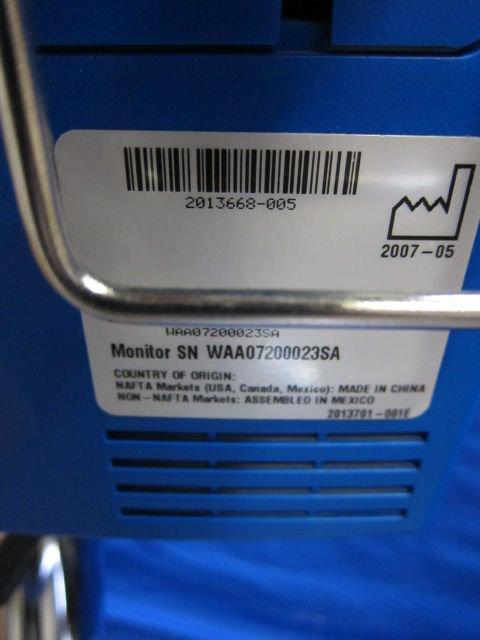 2013668-005
2007-05
WAA07200023SA
Monitor SN WAA07200023SA
COUNTRY OF ORIGIN:
NAFTA Markets (USA, Canada, Mexico): MADE IN CHINA
NON-NAFTA Markets: ASSEMBLED IN MEXICO
2013701-001E